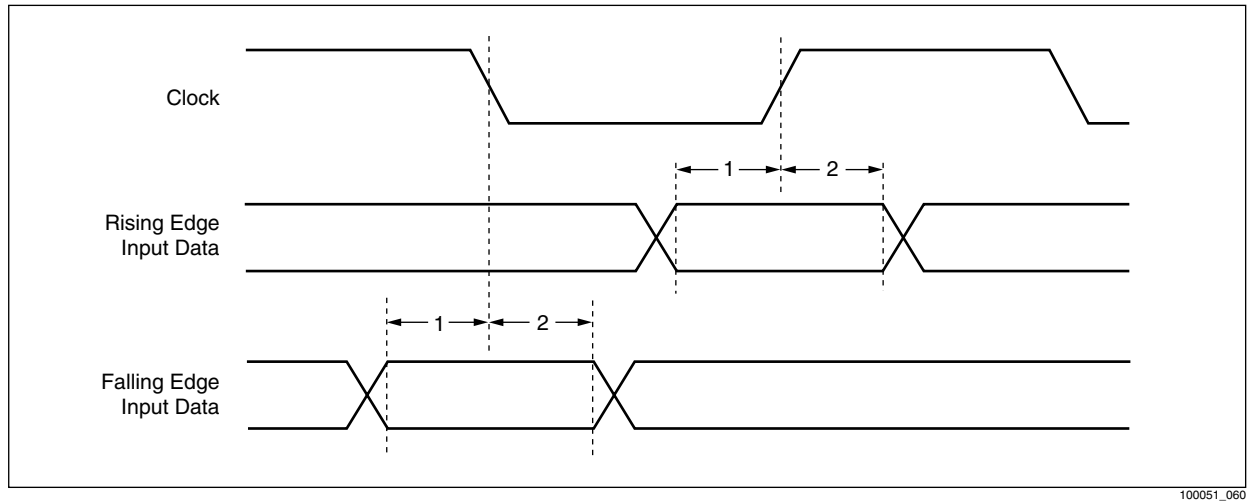 Clock
1
2
Rising Edge
Input Data
1
2
Falling Edge
Input Data
100051_060